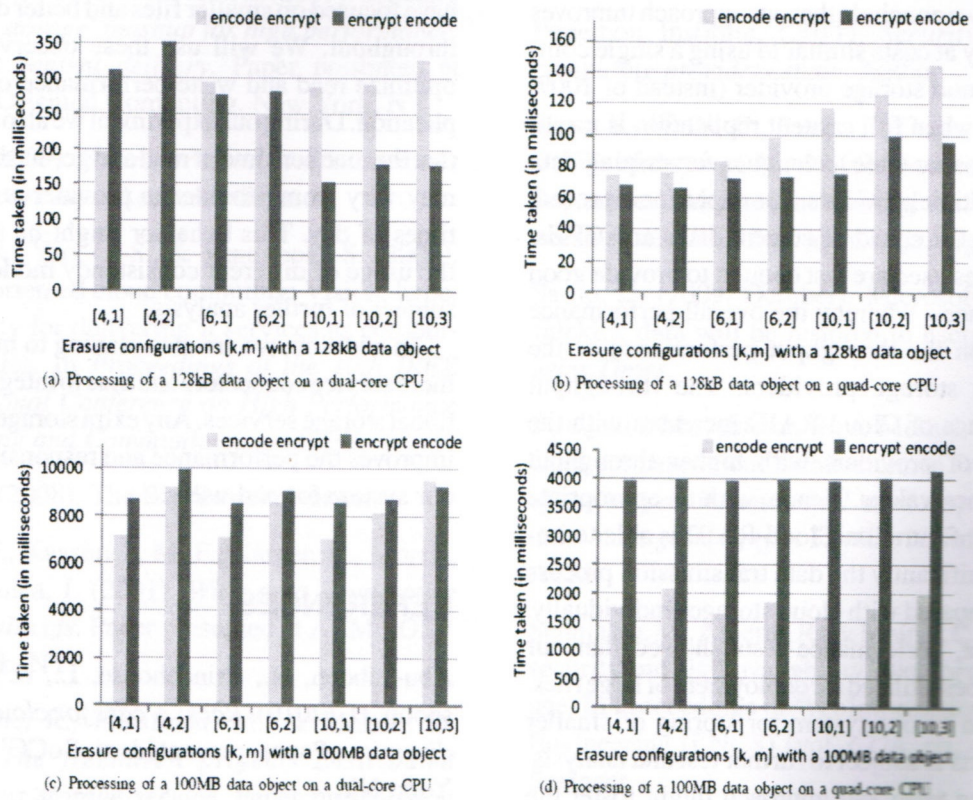 encode encrypt encrypt encode
Time taken (in milliseconds)
350
300
250
200
150
100
50
0
[4,1] [4,2] [6,1] [6,2] [10,1] [10,2] [10,3]
Erasure configurations [k,m] with a 128kB data object
(a) Processing of a 128kB data object on a dual-core CPU
encode encrypt encrypt encode
Time taken (in milliseconds)
160
140
120
100
80
60
40
20
0
[4,1] [4,2] [6,1] [6,2] [10,1] [10,2] [10,3]
Erasure configurations [k,m] with a 128kB data object
(b) Processing of a 128kB data object on a quad-core CPU
encode encrypt encrypt encode
Time taken (in milliseconds)
10000
8000
6000
4000
2000
0
[4,1] [4,2] [6,1] [6,2] [10,1] [10,2] [10,3]
Erasure configurations [k, m] with a 100MB data object
(c) Processing of a 100MB data object on a dual-core CPU
encode encrypt encrypt encode
Time taken (in milliseconds)
4500
4000
3500
3000
2500
2000
1500
1000
500
0
[4,1] [4,2] [6,1] [6,2] [10,1] [10,2] [10,3]
Erasure configurations [k, m] with a 100MB data object
(d) Processing of a 100MB data object on a quad-core CPU